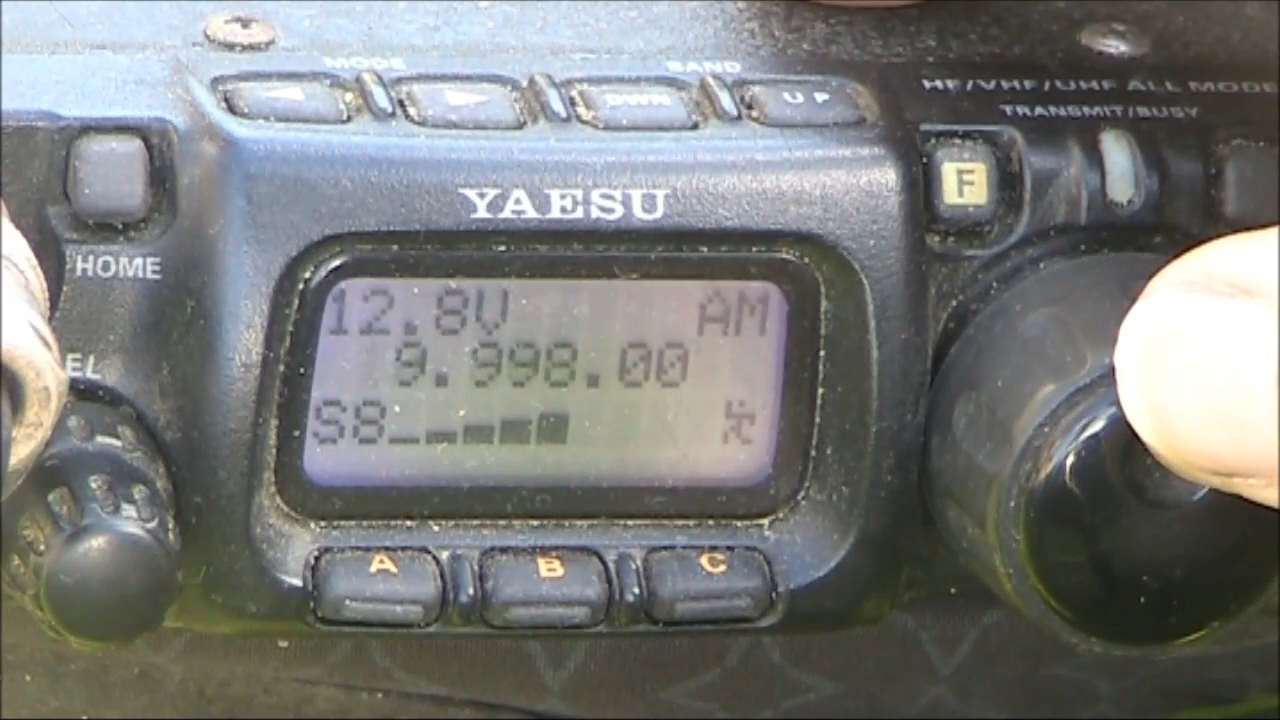 MODE
BAND
DWN
UP
HF/VHF/UHF ALL MODE
TRANSMIT/BUSY
F
YAESU
HOME
12.8V AM
9.998.00
EL
S8
A
B
C